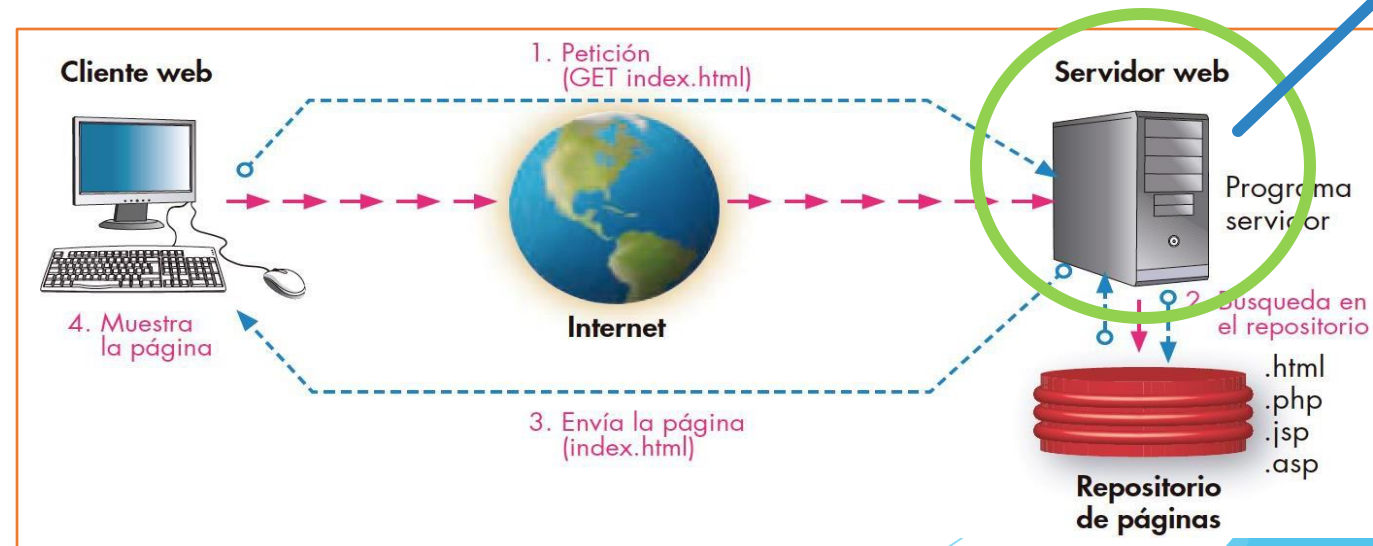 Cliente web
1. Petición
(GET index.html)
Servidor web
Programa
servidor
Internet
4. Muestra
la página
2. Búsqueda en
el repositorio
.html
.php
.jsp
.asp
3. Envía la página
(index.html)
Repositorio
de páginas